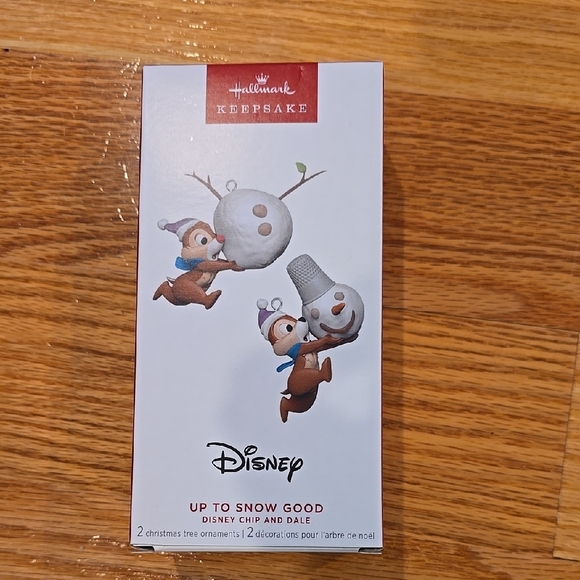 Hallmark
KEEPSAKE
Disney
UP TO SNOW GOOD
DISNEY CHIP AND DALE
2 christmas tree ornaments | 2 décorations pour l'arbre de noël